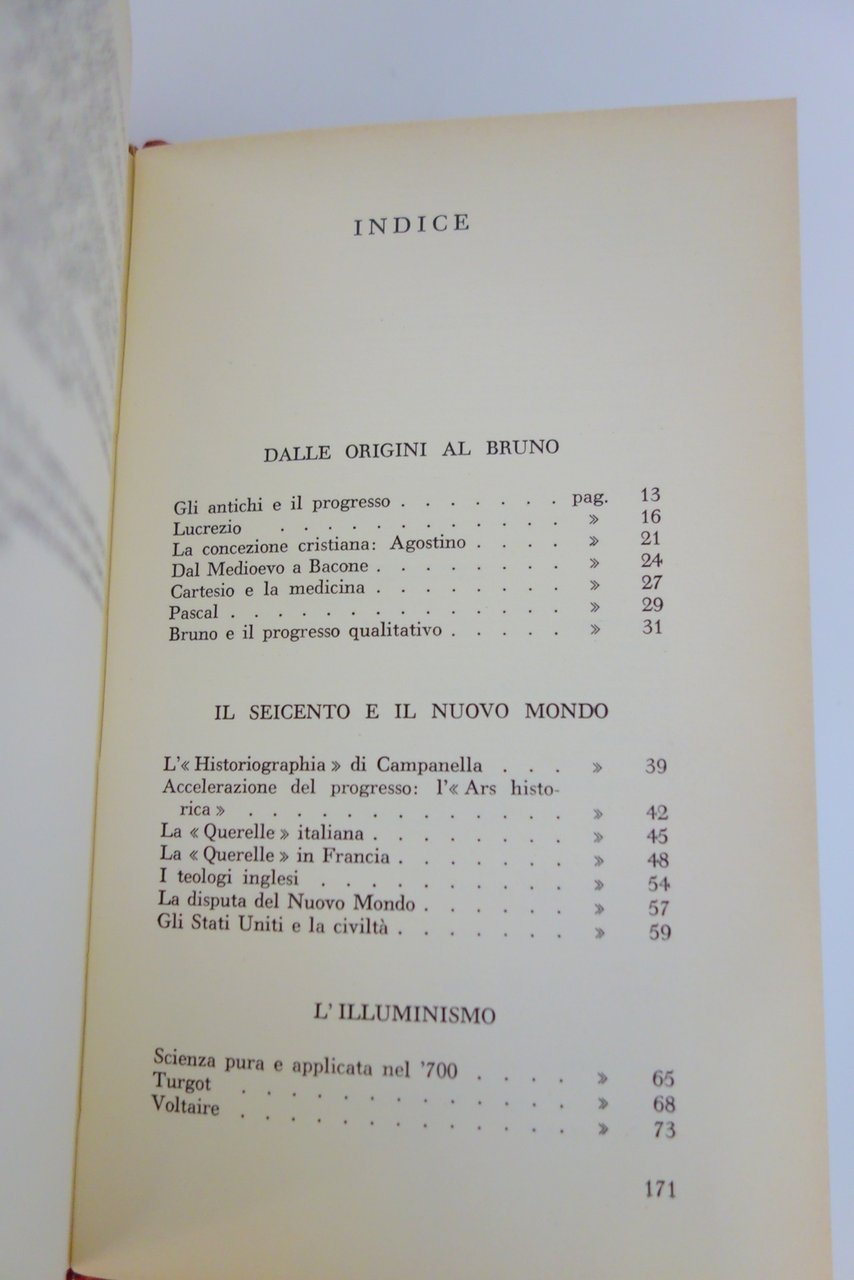 INDICE
DALLE ORIGINI AL BRUNO
Gli antichi e il progresso . . . . . . . pag. 13
Lucrezio . . . . . . . . . . . . » 16
La concezione cristiana: Agostino . . . . » 21
Dal Medioevo a Bacone . . . . . . . . » 24
Cartesio e la medicina . . . . . . . . » 27
Pascal . . . . . . . . . . . . . . » 29
Bruno e il progresso qualitativo . . . . . » 31
IL SEICENTO E IL NUOVO MONDO
L'« Historiographia » di Campanella . . . » 39
Accelerazione del progresso: l'« Ars histo-
rica » . . . . . . . . . . . . . » 42
La « Querelle » italiana . . . . . . . . » 45
La « Querelle » in Francia . . . . . . . » 48
I teologi inglesi . . . . . . . . . . » 54
La disputa del Nuovo Mondo . . . . . . » 57
Gli Stati Uniti e la civiltà . . . . . . . » 59
L'ILLUMINISMO
Scienza pura e applicata nel '700 . . . . » 65
Turgot . . . . . . . . . . . . . » 68
Voltaire . . . . . . . . . . . . . » 73
171